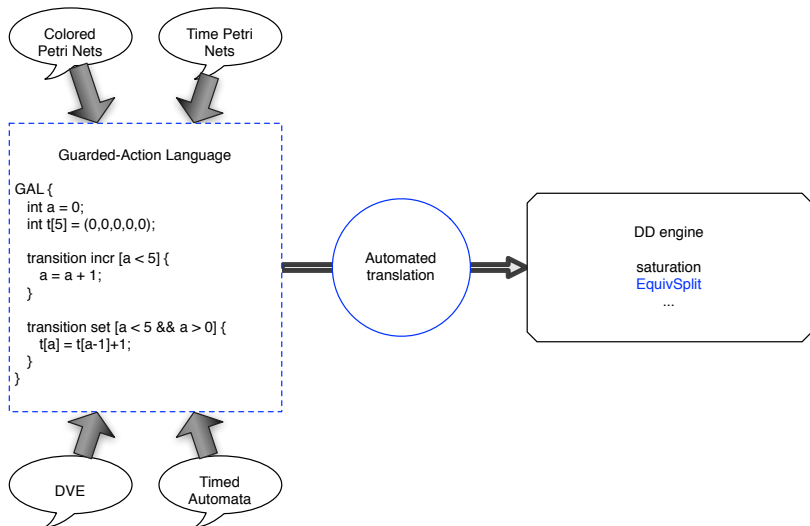 Colored
Petri Nets
Time Petri
Nets
Guarded-Action Language
GAL {
int a = 0;
int t[5] = (0,0,0,0,0);
transition incr [a < 5] {
a = a + 1;
}
transition set [a < 5 && a > 0] {
t[a] = t[a-1]+1;
}
}
Automated
translation
DD engine
saturation
EquivSplit
...
DVE
Timed
Automata